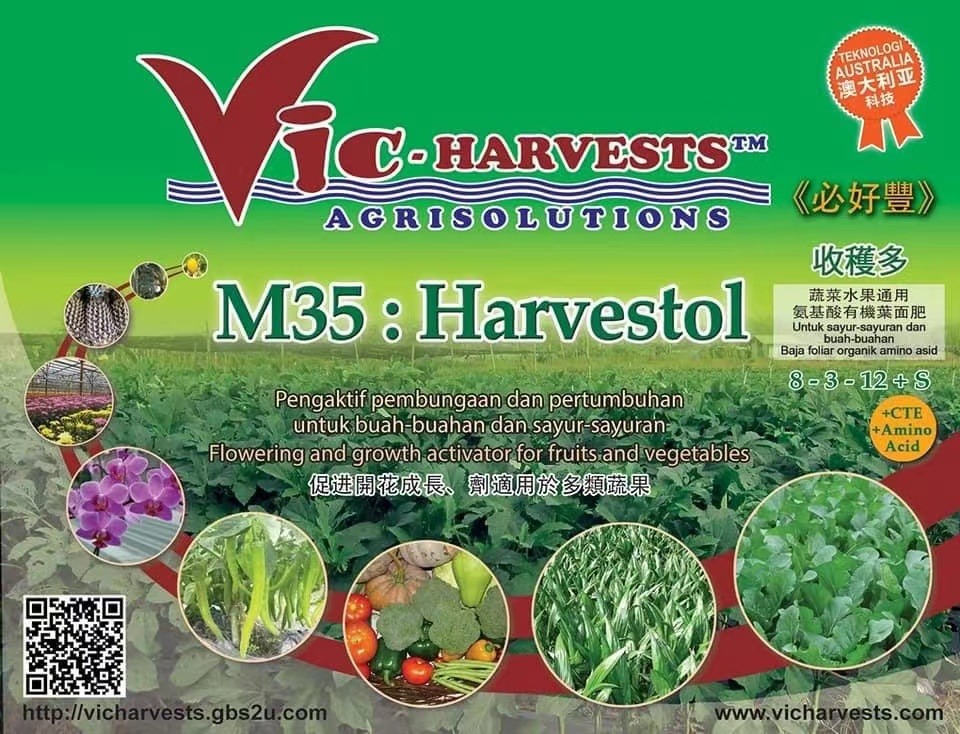 TEKNOLOGI
AUSTRALIA
澳大利亚
科技
Vic-HARVESTS™
AGRISOLUTIONS
《必好豐》
M35 : Harvestol
收穫多
蔬菜水果通用
氨基酸有機葉面肥
Untuk sayur-sayuran dan
buah-buahan
Baja foliar organik amino asid
8 - 3 - 12 + S
+CTE
+Amino
Acid
Pengaktif pembungaan dan pertumbuhan
untuk buah-buahan dan sayur-sayuran
Flowering and growth activator for fruits and vegetables
促进開花成長、劑適用於多類蔬果
http://vicharvests.gbs2u.com
www.vicharvests.com